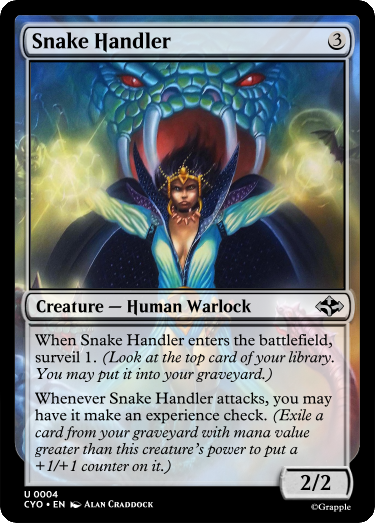 Snake Handler 3
Creature — Human Warlock
When Snake Handler enters the battlefield,
surveil 1. (Look at the top card of your library.
You may put it into your graveyard.)
Whenever Snake Handler attacks, you may
have it make an experience check. (Exile a
card from your graveyard with mana value
greater than this creature's power to put a
+1/+1 counter on it.)
2/2
U 0004
CYO • EN Alan Craddock
©Grapple